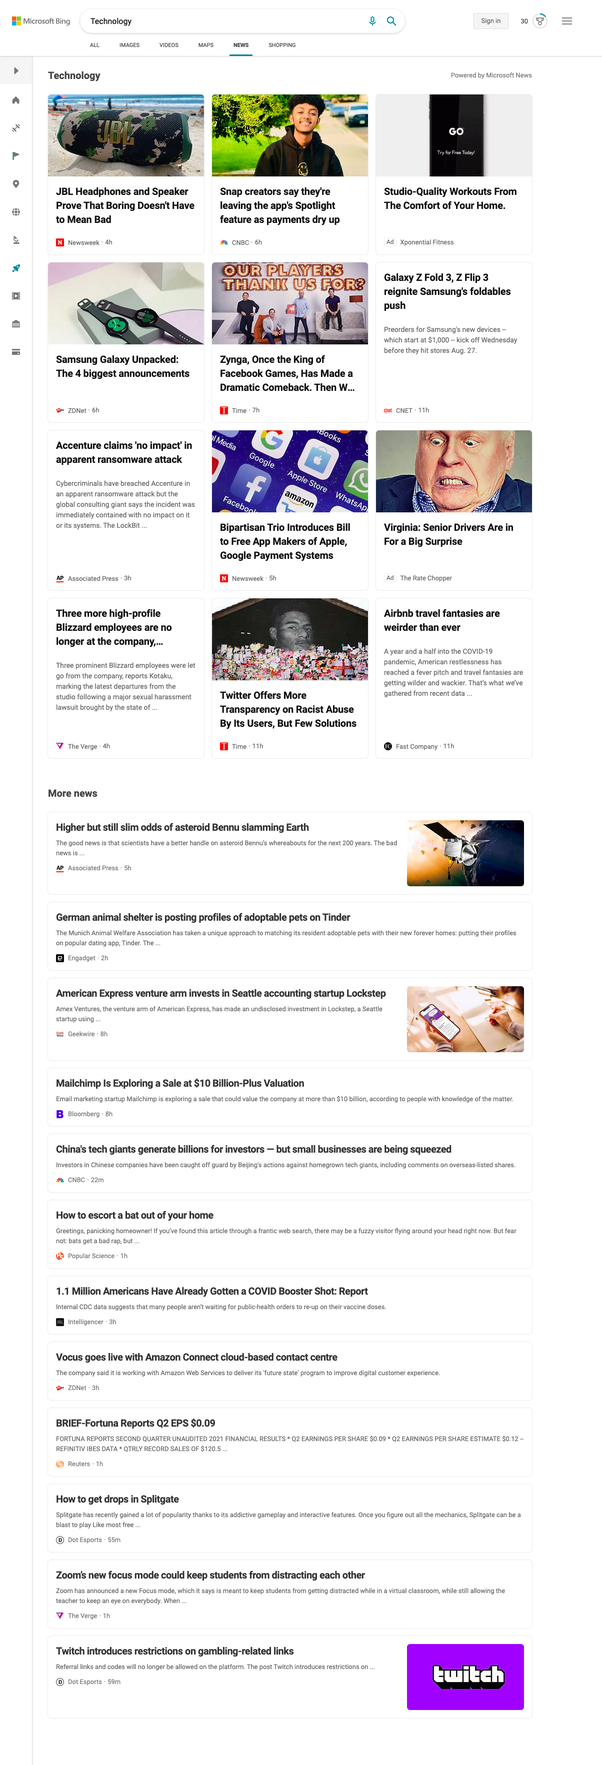 Microsoft Bing
Technology
Sign in
30
ALL
IMAGES
VIDEOS
MAPS
NEWS
SHOPPING
Technology
Powered by Microsoft News
JBL
JBL Headphones and Speaker
Prove That Boring Doesn't Have
to Mean Bad
Newsweek · 4h
Snap creators say they're
leaving the app's Spotlight
feature as payments dry up
CNBC · 6h
GO
Try for Free Today!
Studio-Quality Workouts From
The Comfort of Your Home.
Ad Xponential Fitness
Samsung Galaxy Unpacked:
The 4 biggest announcements
ZDNet · 6h
OUR PLAYERS
THANK US FOR?
Zynga, Once the King of
Facebook Games, Has Made a
Dramatic Comeback. Then W...
Time · 7h
Galaxy Z Fold 3, Z Flip 3
reignite Samsung's foldables
push
Preorders for Samsung's new devices –
which start at $1,000 – kick off Wednesday
before they hit stores Aug. 27.
CNET · 11h
Accenture claims 'no impact' in
apparent ransomware attack
Cybercriminals have breached Accenture in
an apparent ransomware attack but the
global consulting giant says the incident was
immediately contained with no impact on it
or its systems. The LockBit ...
AP Associated Press · 3h
iBooks
Media
Google
Apple Store
WhatsApp
Facebook
amazon
Bipartisan Trio Introduces Bill
to Free App Makers of Apple,
Google Payment Systems
Newsweek · 5h
Virginia: Senior Drivers Are in
For a Big Surprise
Ad The Rate Chopper
Three more high-profile
Blizzard employees are no
longer at the company,...
Three prominent Blizzard employees were let
go from the company, reports Kotaku,
marking the latest departures from the
studio following a major sexual harassment
lawsuit brought by the state of ...
The Verge · 4h
Twitter Offers More
Transparency on Racist Abuse
By Its Users, But Few Solutions
Time · 11h
Airbnb travel fantasies are
weirder than ever
A year and a half into the COVID-19
pandemic, American restlessness has
reached a fever pitch and travel fantasies are
getting wilder and wackier. That's what we've
gathered from recent data ...
Fast Company · 11h
More news
Higher but still slim odds of asteroid Bennu slamming Earth
The good news is that scientists have a better handle on asteroid Bennu's whereabouts for the next 200 years. The bad
news is ...
AP Associated Press · 5h
German animal shelter is posting profiles of adoptable pets on Tinder
The Munich Animal Welfare Association has taken a unique approach to matching its resident adoptable pets with their new forever homes: putting their profiles
on popular dating app, Tinder. The ...
Engadget · 2h
American Express venture arm invests in Seattle accounting startup Lockstep
Amex Ventures, the venture arm of American Express, has made an undisclosed investment in Lockstep, a Seattle
startup using ...
Geekwire · 8h
Mailchimp Is Exploring a Sale at $10 Billion-Plus Valuation
Email marketing startup Mailchimp is exploring a sale that could value the company at more than $10 billion, according to people with knowledge of the matter.
B Bloomberg · 8h
China's tech giants generate billions for investors — but small businesses are being squeezed
Investors in Chinese companies have been caught off guard by Beijing's actions against homegrown tech giants, including comments on overseas-listed shares.
CNBC · 22m
How to escort a bat out of your home
Greetings, panicking homeowner! If you've found this article through a frantic web search, there may be a fuzzy visitor flying around your head right now. But fear
not: bats get a bad rap, but ...
Popular Science · 1h
1.1 Million Americans Have Already Gotten a COVID Booster Shot: Report
Internal CDC data suggests that many people aren't waiting for public-health orders to re-up on their vaccine doses.
Intelligencer · 3h
Vocus goes live with Amazon Connect cloud-based contact centre
The company said it is working with Amazon Web Services to deliver its 'future state' program to improve digital customer experience.
ZDNet · 3h
BRIEF-Fortuna Reports Q2 EPS $0.09
FORTUNA REPORTS SECOND QUARTER UNAUDITED 2021 FINANCIAL RESULTS * Q2 EARNINGS PER SHARE $0.09 * Q2 EARNINGS PER SHARE ESTIMATE $0.12 –
REFINITIV IBES DATA * QTRLY RECORD SALES OF $120.5 ...
Reuters · 1h
How to get drops in Splitgate
Splitgate has recently gained a lot of popularity thanks to its addictive gameplay and interactive features. Once you figure out all the mechanics, Splitgate can be a
blast to play Like most free ...
Dot Esports · 55m
Zoom's new focus mode could keep students from distracting each other
Zoom has announced a new Focus mode, which it says is meant to keep students from getting distracted while in a virtual classroom, while still allowing the
teacher to keep an eye on everybody. When ...
The Verge · 1h
Twitch introduces restrictions on gambling-related links
Referral links and codes will no longer be allowed on the platform. The post Twitch introduces restrictions on ...
Dot Esports · 59m
twitch